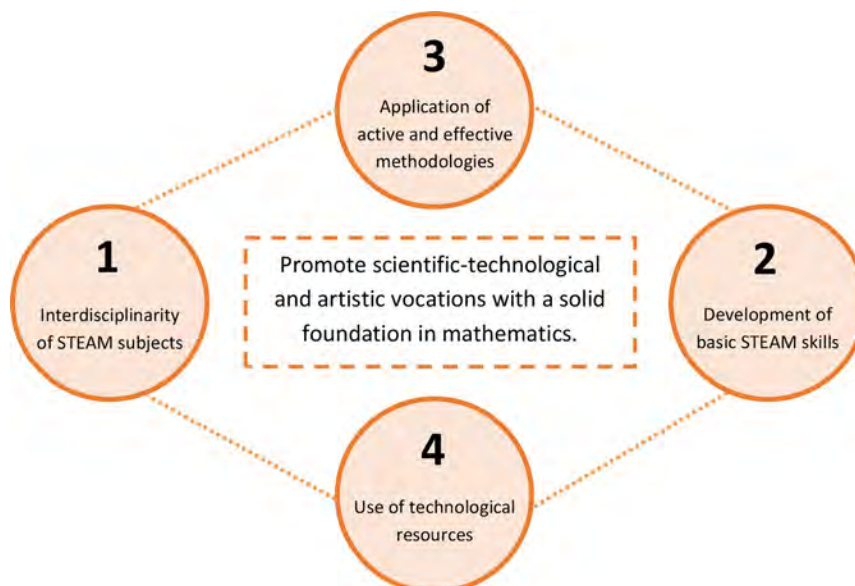 3
Application of
active and effective
methodologies
1
Interdisciplinarity
of STEAM subjects
Promote scientific-technological
and artistic vocations with a solid
foundation in mathematics.
2
Development of
basic STEAM skills
4
Use of technological
resources